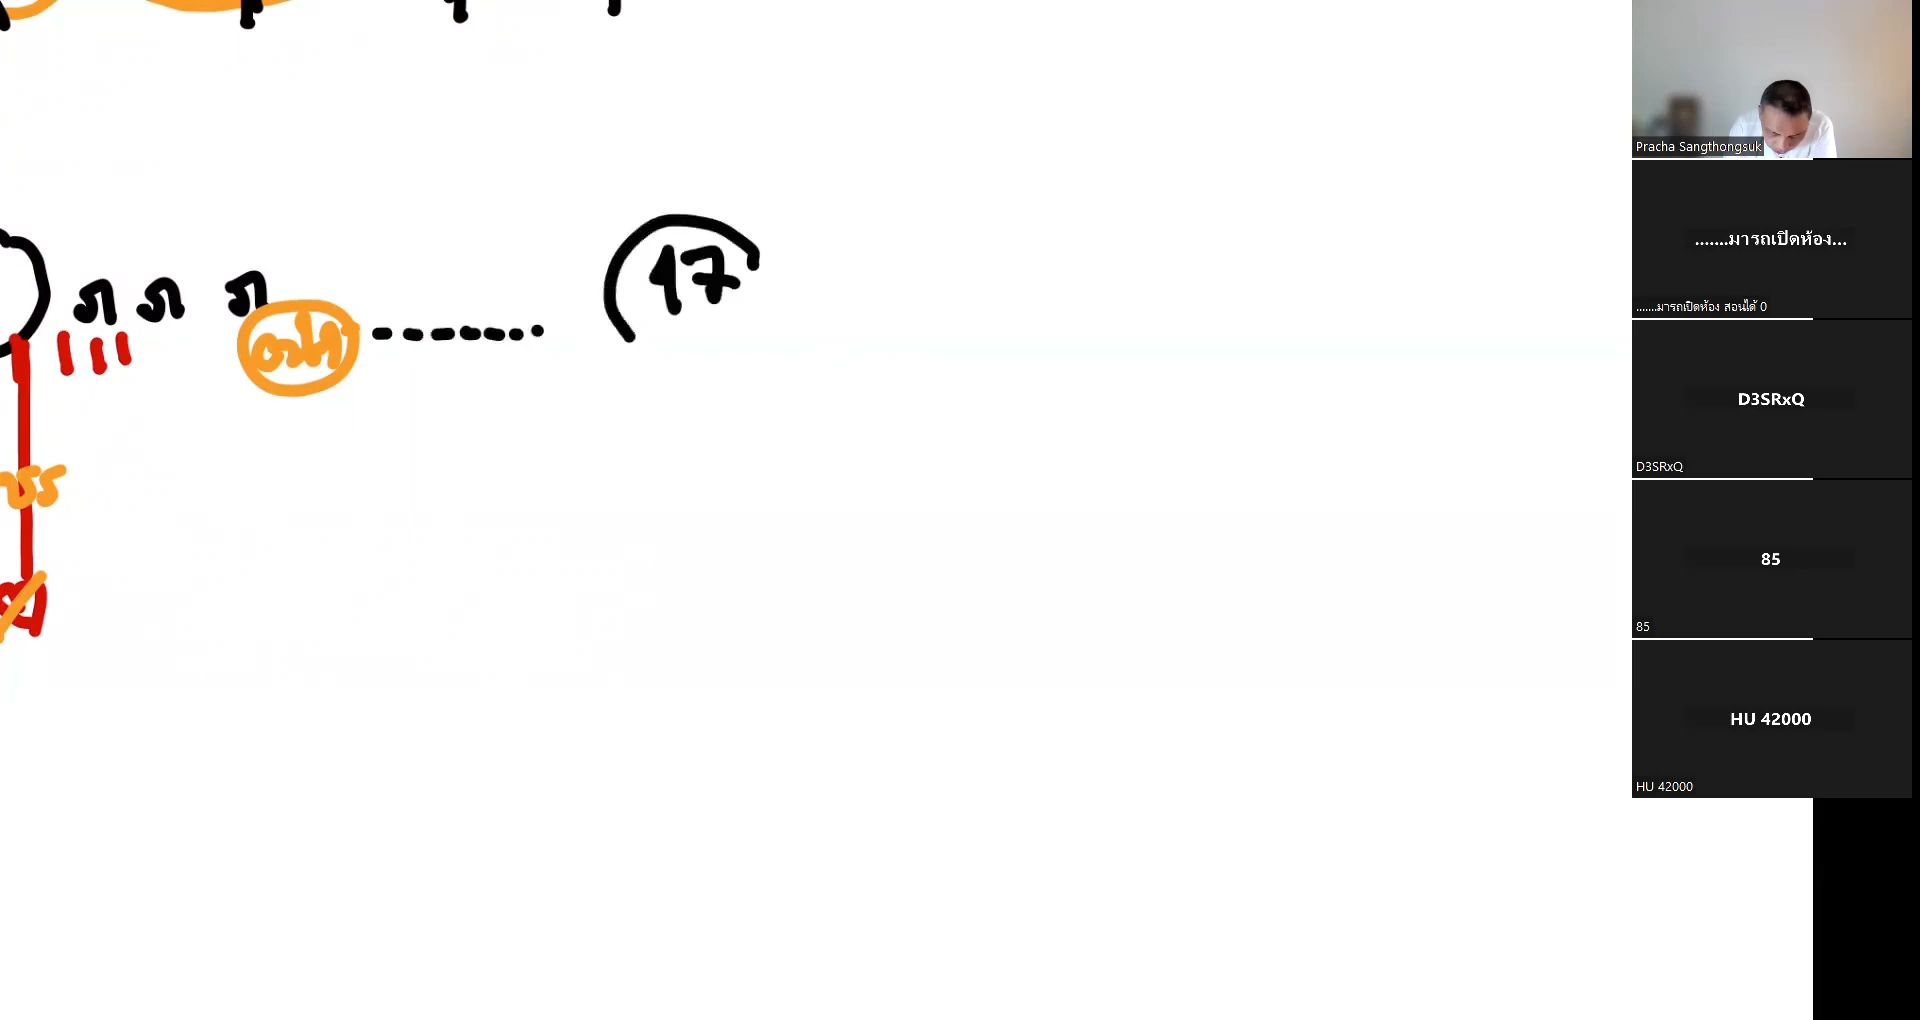 ภ ภ ภ
17
Pracha Sangthongsuk
.......มารถเปิดห้อง...
.......มารถเปิดห้อง สอนได้ 0
D3SRxQ
D3SRxQ
85
85
HU 42000
HU 42000